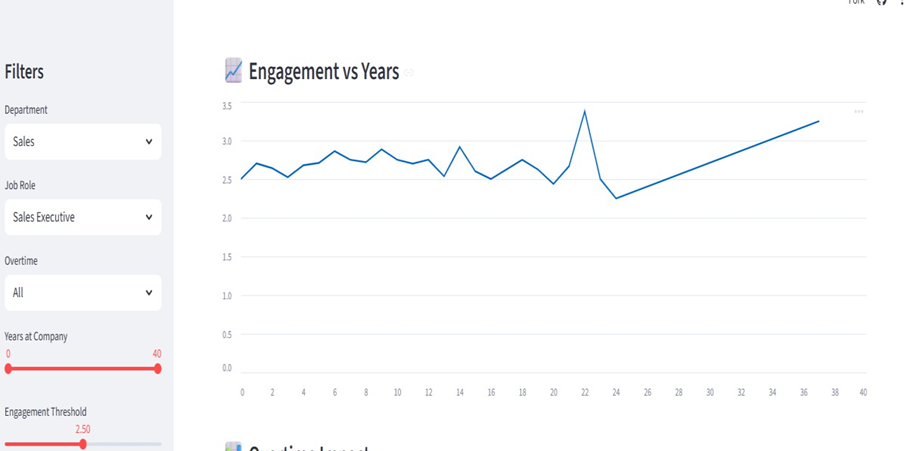 Fork
Filters
Department
Sales
Job Role
Sales Executive
Overtime
All
Years at Company
0 40
Engagement Threshold
2.50
Engagement vs Years
3.5
3.0
2.5
2.0
1.5
1.0
0.5
0.0
0 2 4 6 8 10 12 14 16 18 20 22 24 26 28 30 32 34 36 38 40
Overtime Impact